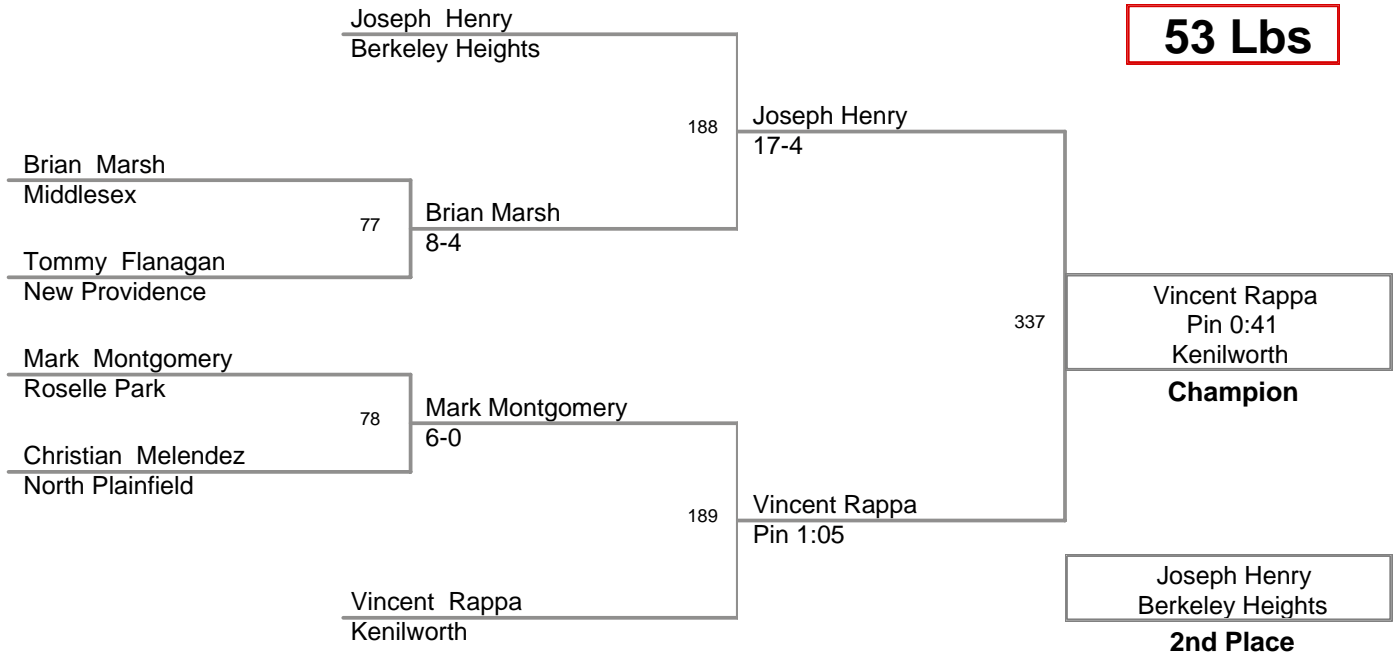 Joseph Henry
Berkeley Heights
53 Lbs
188
Joseph Henry
17-4
Brian Marsh
Middlesex
77
Brian Marsh
8-4
Tommy Flanagan
New Providence
337
Vincent Rappa
Pin 0:41
Kenilworth
Champion
Mark Montgomery
Roselle Park
78
Mark Montgomery
6-0
Christian Melendez
North Plainfield
189
Vincent Rappa
Pin 1:05
Vincent Rappa
Kenilworth
Joseph Henry
Berkeley Heights
2nd Place